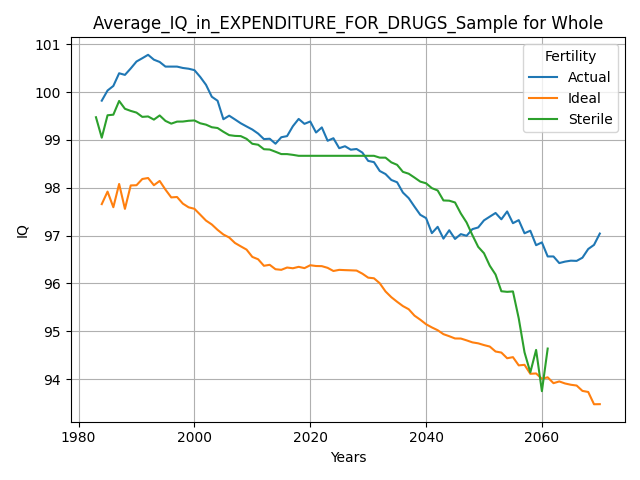 Average_IQ_in_EXPENDITURE_FOR_DRUGS_Sample for Whole
Fertility
Actual
Ideal
Sterile
IQ
101
100
99
98
97
96
95
94
1980
2000
2020
2040
2060
Years